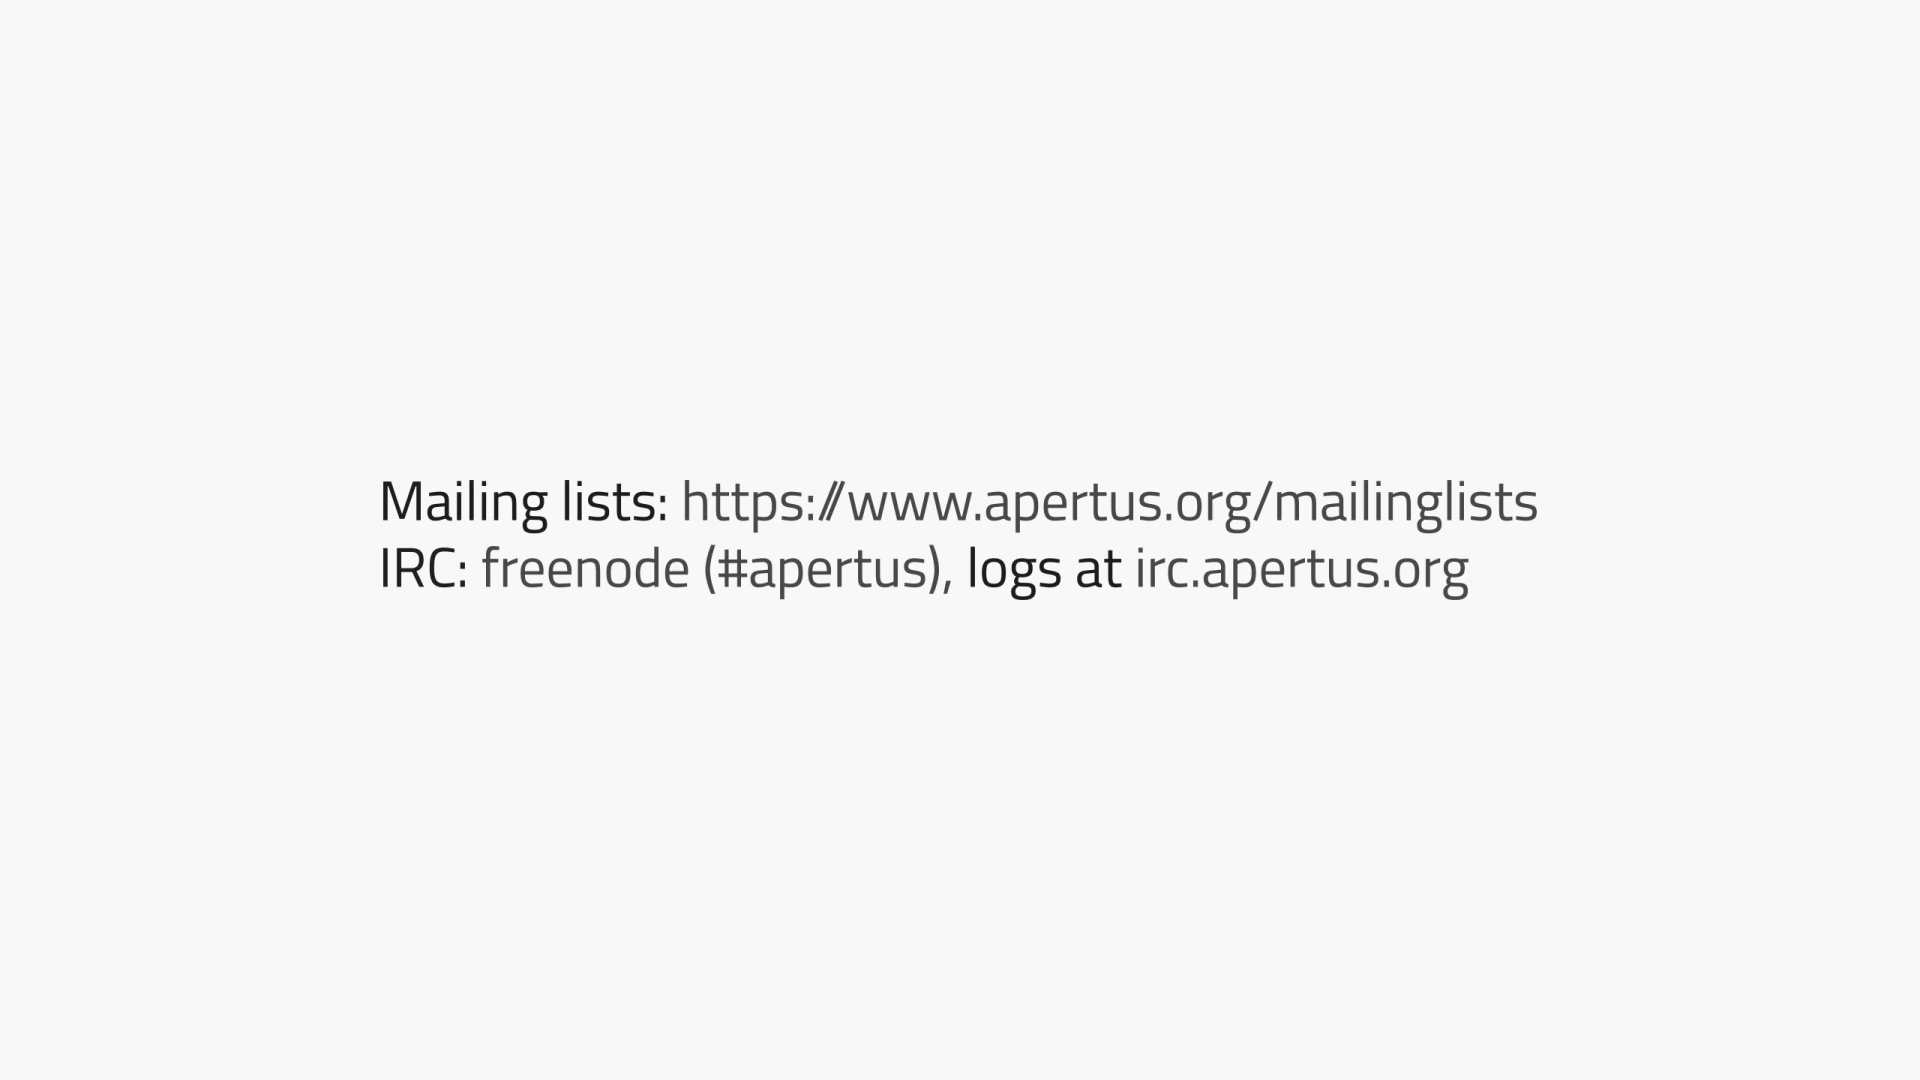 Mailing lists: https://www.apertus.org/mailinglists
IRC: freenode (#apertus), logs at irc.apertus.org